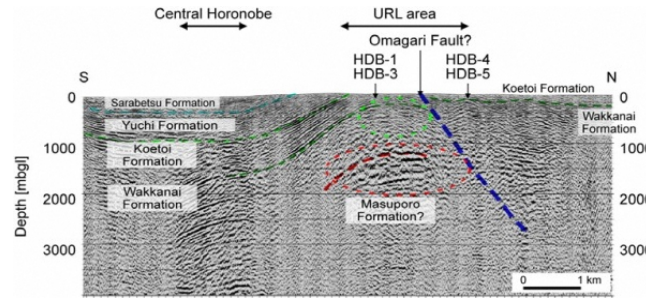 Central Horonobe
URL area
Omagari Fault?
HDB-1
HDB-3
HDB-4
HDB-5
S
N
Koetoi Formation
0
0
Sarabetsu Formation
Wakkanai
Formation
Yuchi Formation
1000
1000
Koetoi
Formation
Depth [mbgl]
Wakkanai
Formation
2000
2000
Masuporo
Formation?
3000
3000
0
1 km